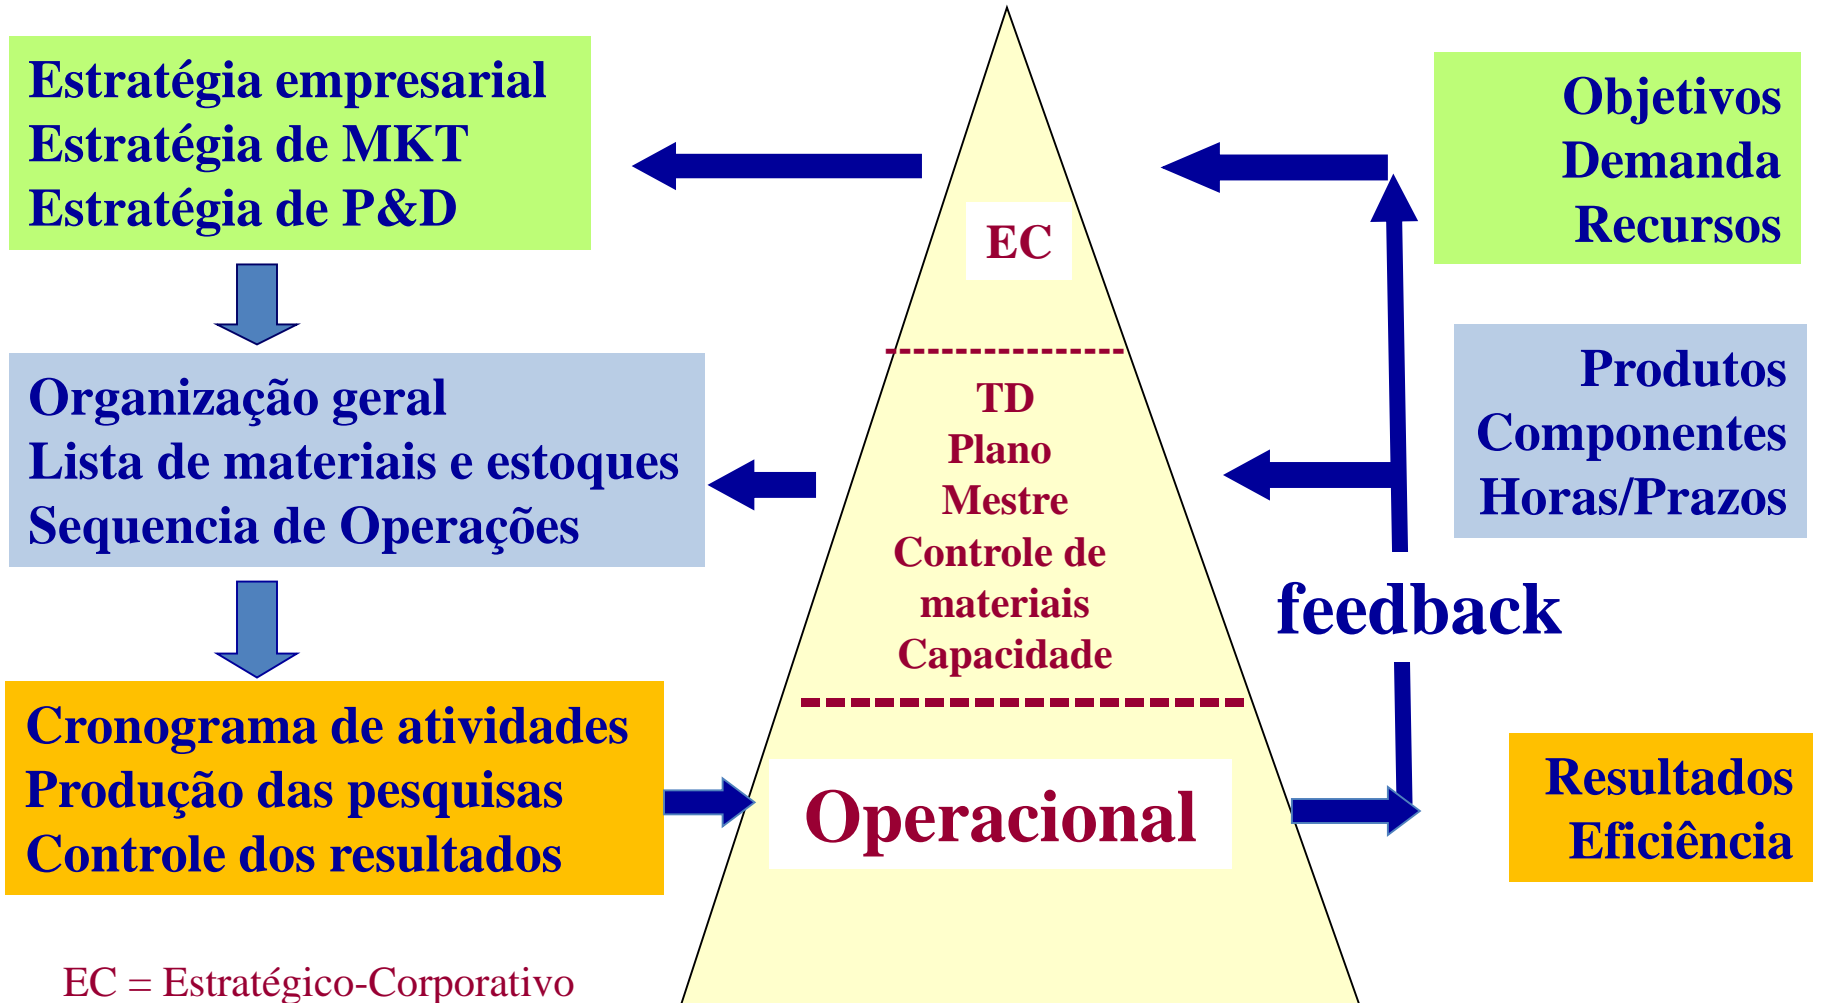 Estratégia empresarial
Estratégia de MKT
Estratégia de P&D
Organização geral
Lista de materiais e estoques
Sequencia de Operações
Cronograma de atividades
Produção das pesquisas
Controle dos resultados
EC = Estratégico-Corporativo
EC
TD
Plano
Mestre
Controle de
materiais
Capacidade
Operacional
Objetivos
Demanda
Recursos
Produtos
Componentes
Horas/Prazos
feedback
Resultados
Eficiência